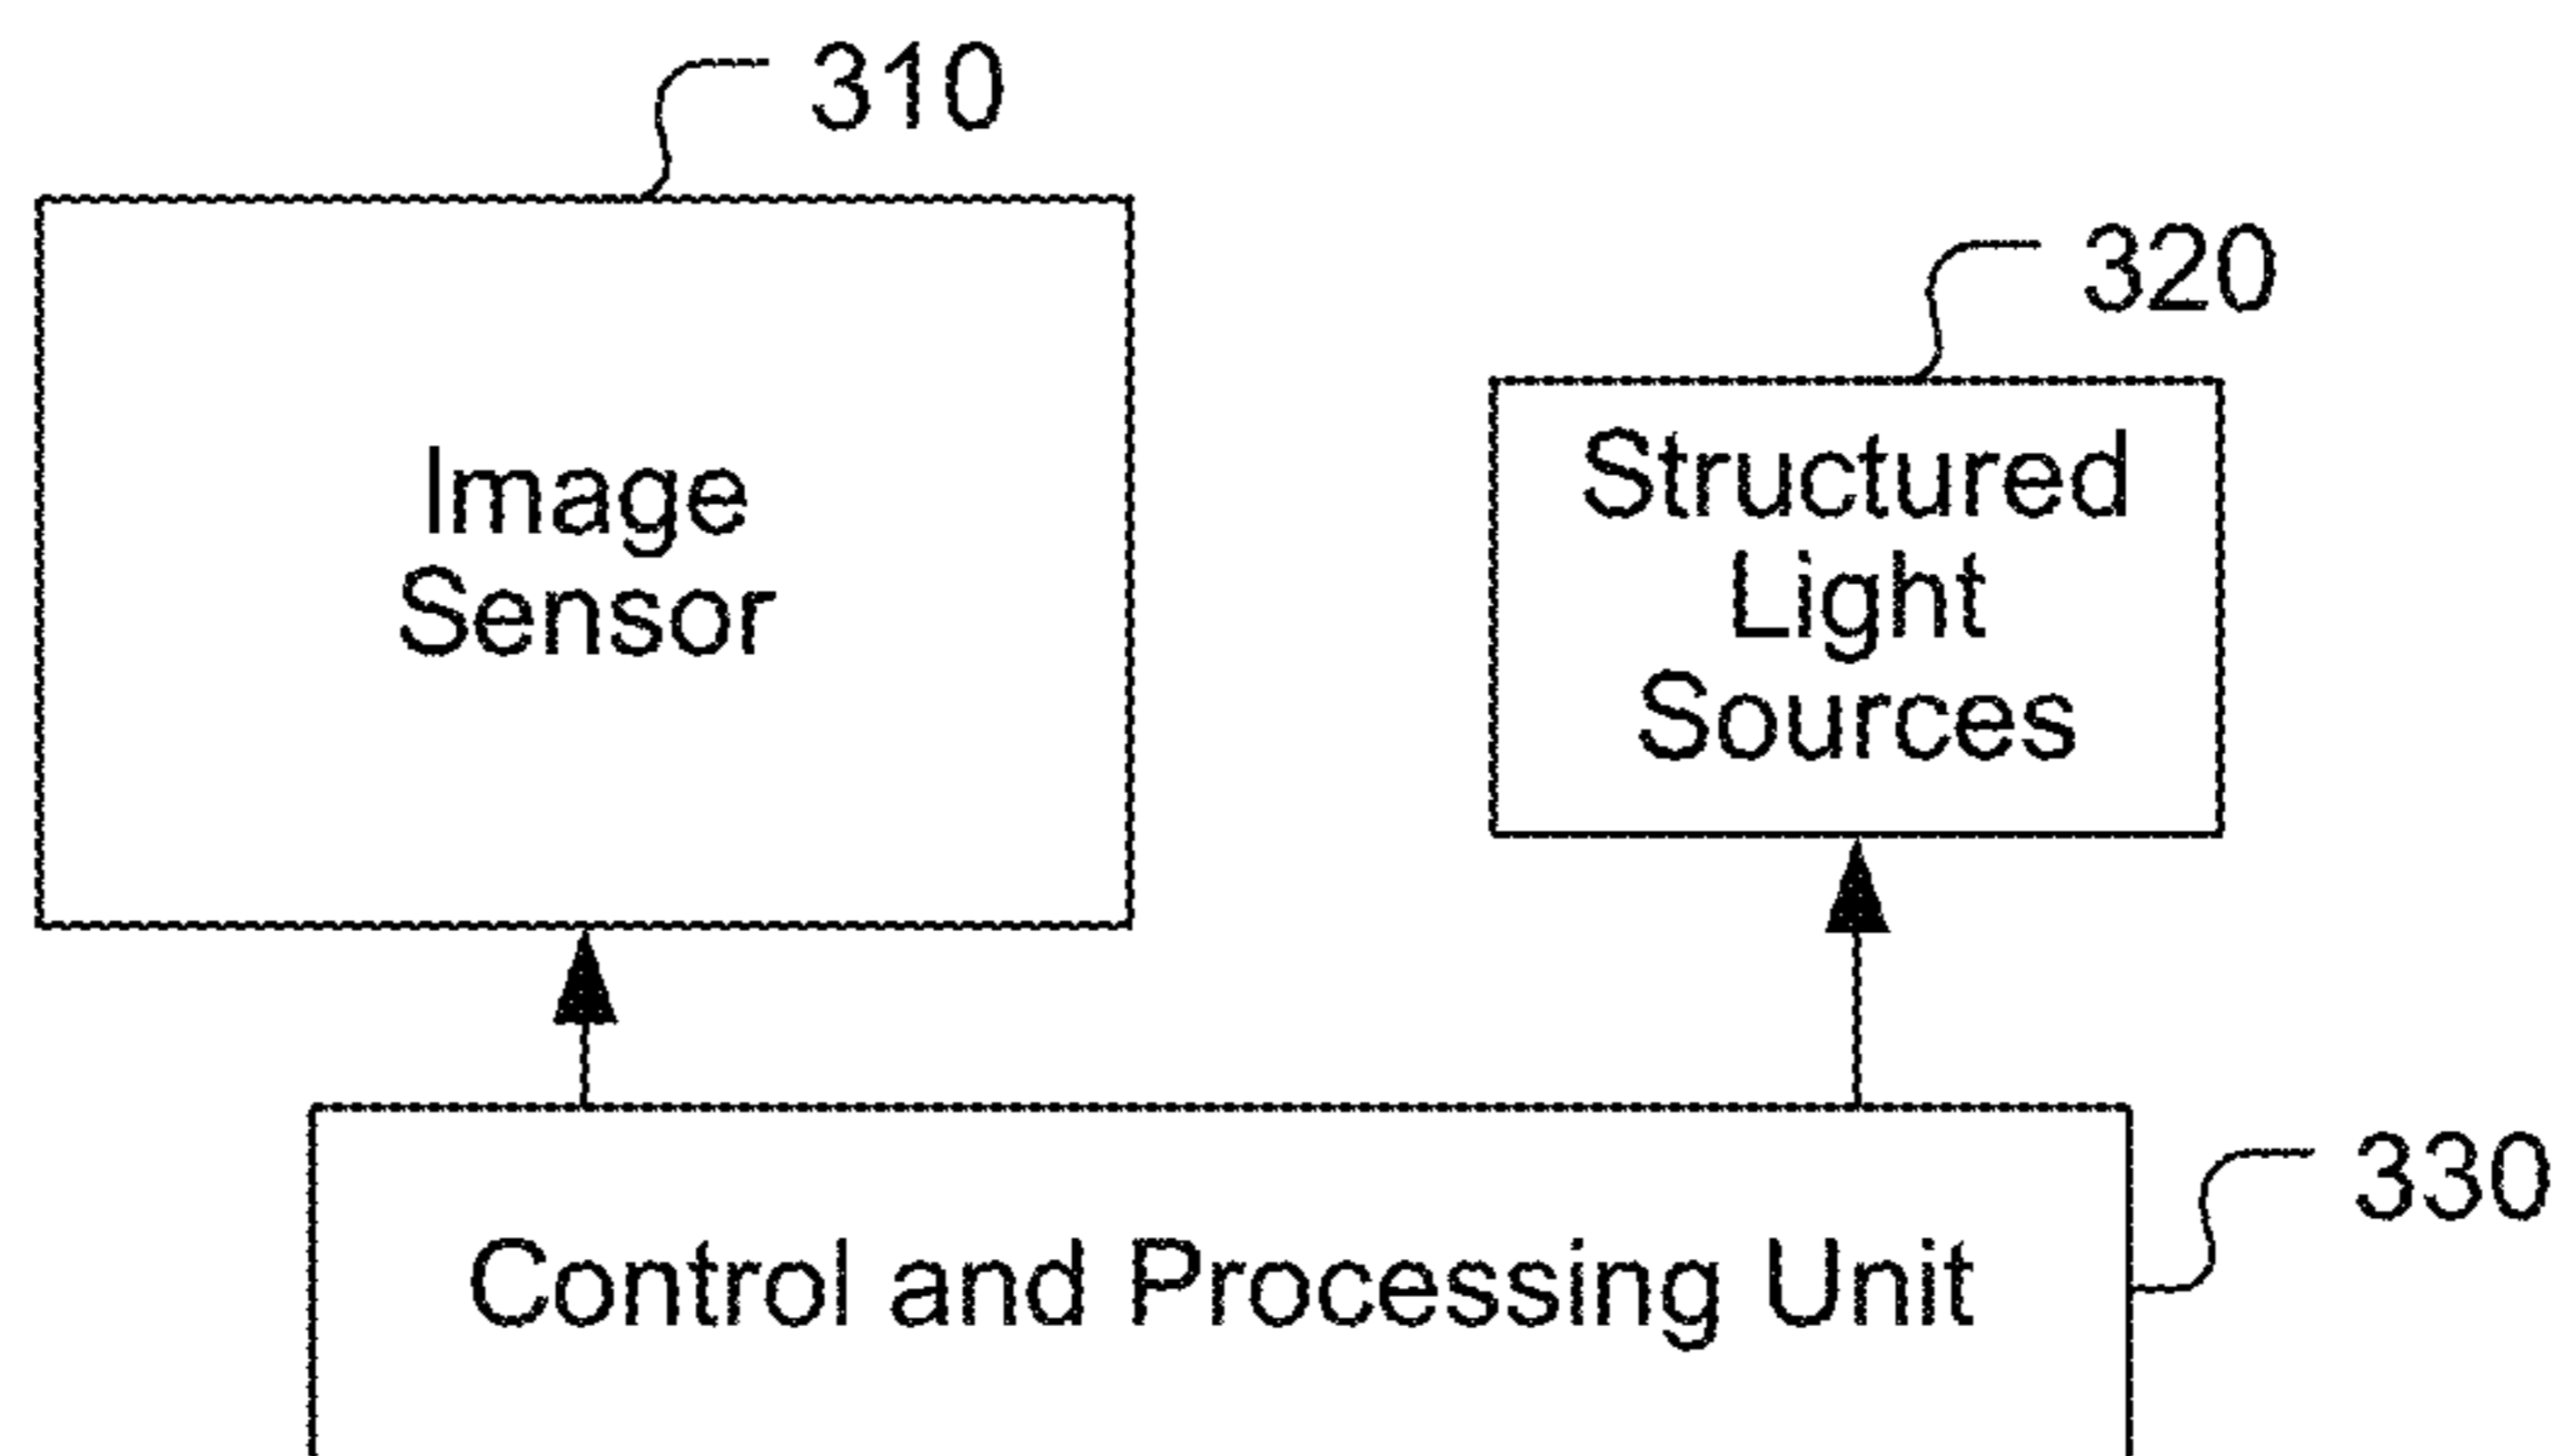 310
320
Image
Sensor
Structured
Light
Sources
330
Control and Processing Unit